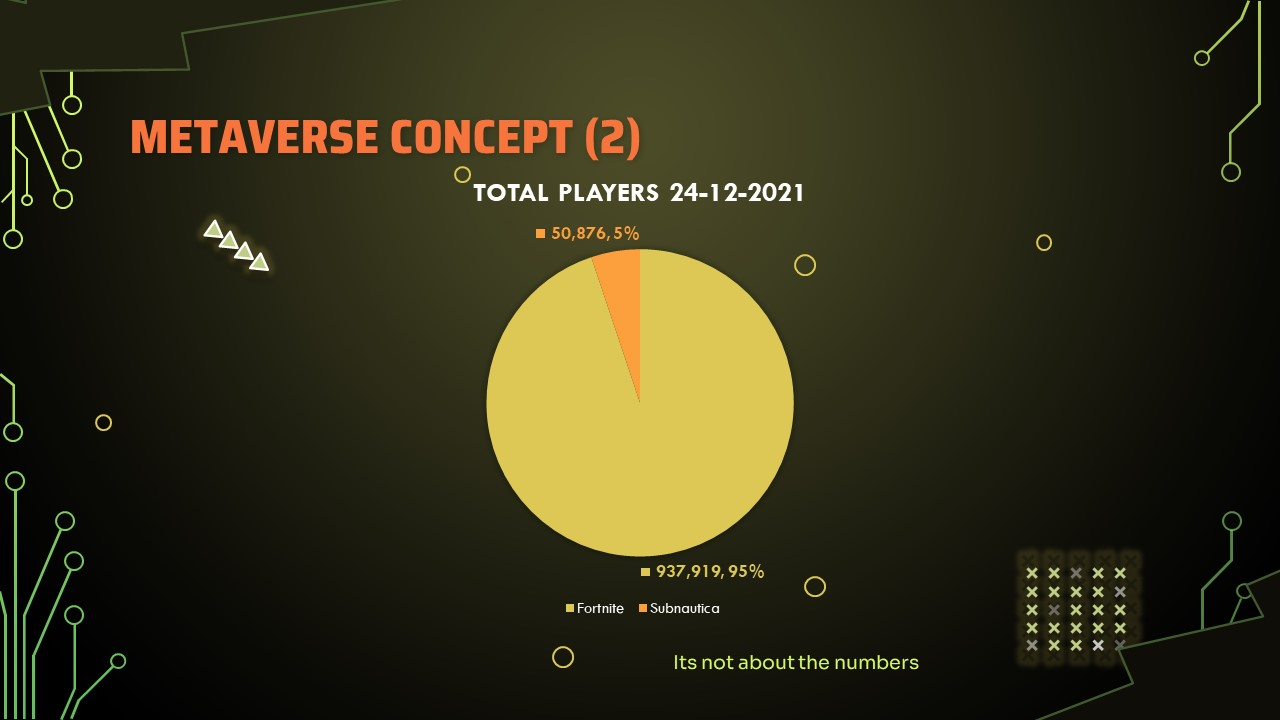 METAVERSE CONCEPT (2)
TOTAL PLAYERS 24-12-2021
50,876, 5%
937,919, 95%
Fortnite Subnautica
Its not about the numbers